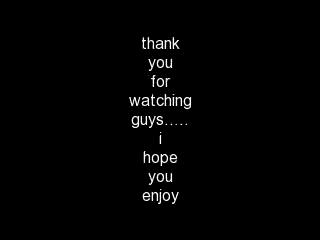 thank
you
for
watching
guys.....
i
hope
you
enjoy